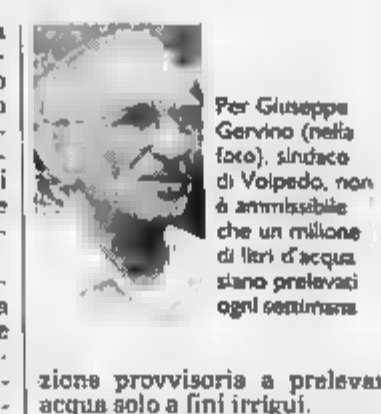 Per Giuseppe
Gervino (nella
foto), sindaco
di Volpedo, non
è ammissibile
che un milione
di litri d'acqua
siano prelevati
ogni settimana
zione provvisoria a prelevar
acqua solo a fini irrigui